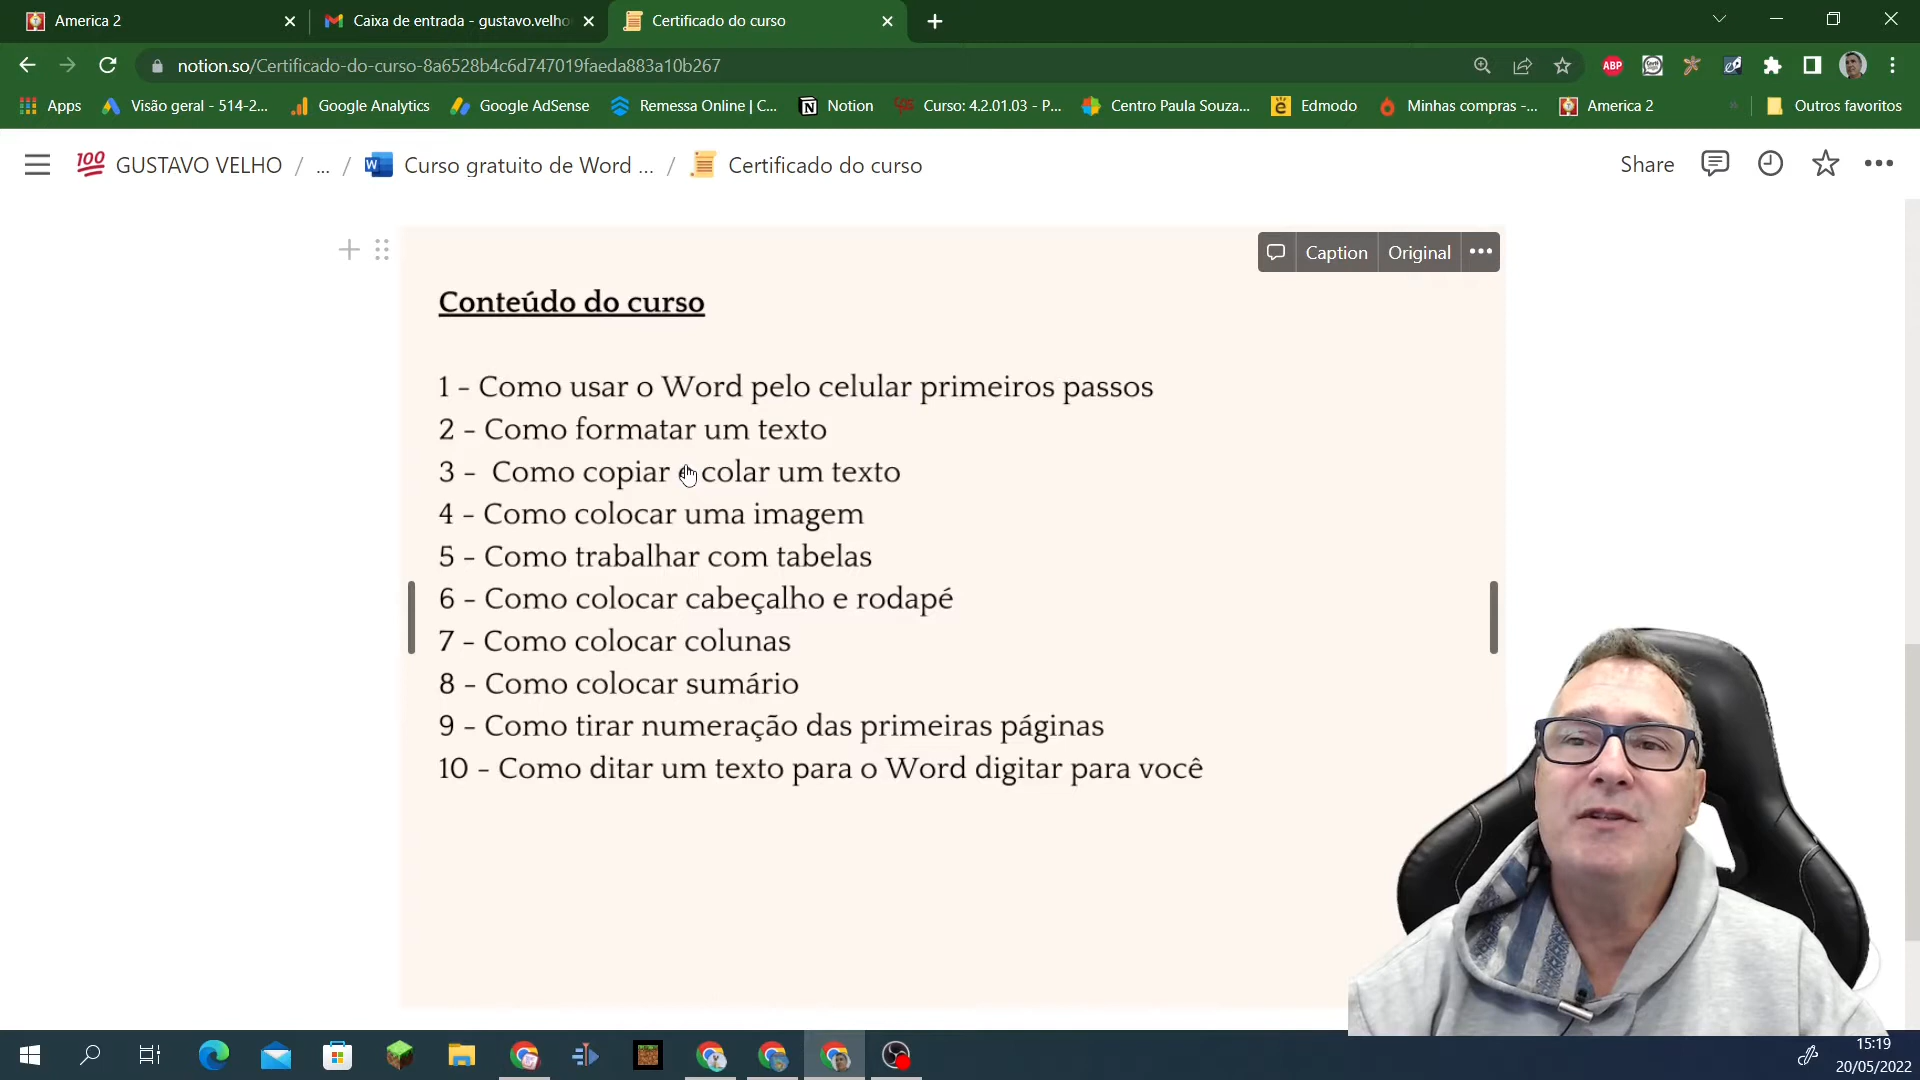 America 2
Caixa de entrada - gustavo.velho
Certificado do curso
notion.so/Certificado-do-curso-8a6528b4c6d747019faeda883a10b267
ABP
Apps
Visão geral - 514-2...
Google Analytics
Google AdSense
Remessa Online | C...
Notion
Curso: 4.2.01.03 - P...
Centro Paula Souza...
Edmodo
Minhas compras -...
America 2
Outros favoritos
100 GUSTAVO VELHO / ... / Curso gratuito de Word ... / Certificado do curso
Share
Caption Original
Conteúdo do curso
1 - Como usar o Word pelo celular primeiros passos
2 - Como formatar um texto
3 - Como copiar e colar um texto
4 - Como colocar uma imagem
5 - Como trabalhar com tabelas
6 - Como colocar cabeçalho e rodapé
7 - Como colocar colunas
8 - Como colocar sumário
9 - Como tirar numeração das primeiras páginas
10 - Como ditar um texto para o Word digitar para você
15:19
20/05/2022